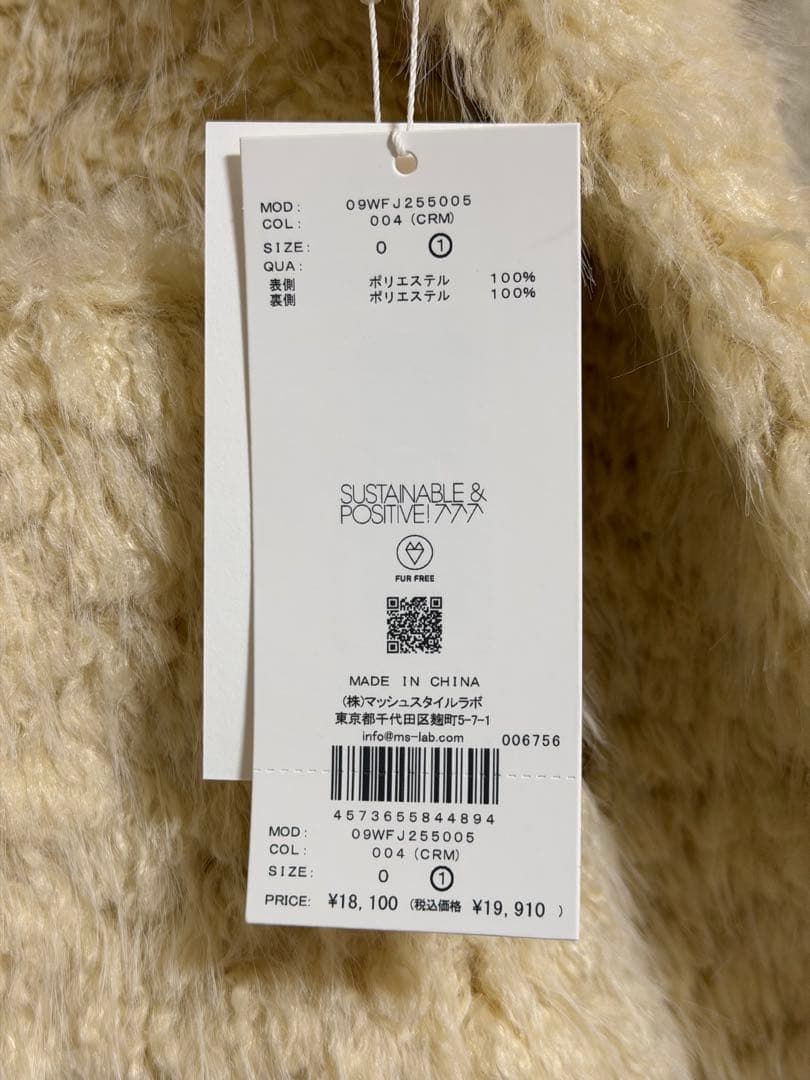 MOD: 09WFJ255005
COL: 004 (CRM)
SIZE: 0 ①
QUA:
表側 ポリエステル 100%
裏側 ポリエステル 100%
SUSTAINABLE &
POSITIVE! ↗↗↗
FUR FREE
MADE IN CHINA
(株)マッシュスタイルラボ
東京都千代田区麹町5-7-1
info@ms-lab.com 006756
4573655844894
MOD: 09WFJ255005
COL: 004 (CRM)
SIZE: 0 ①
PRICE: ¥18,100 (税込価格 ¥19,910 )